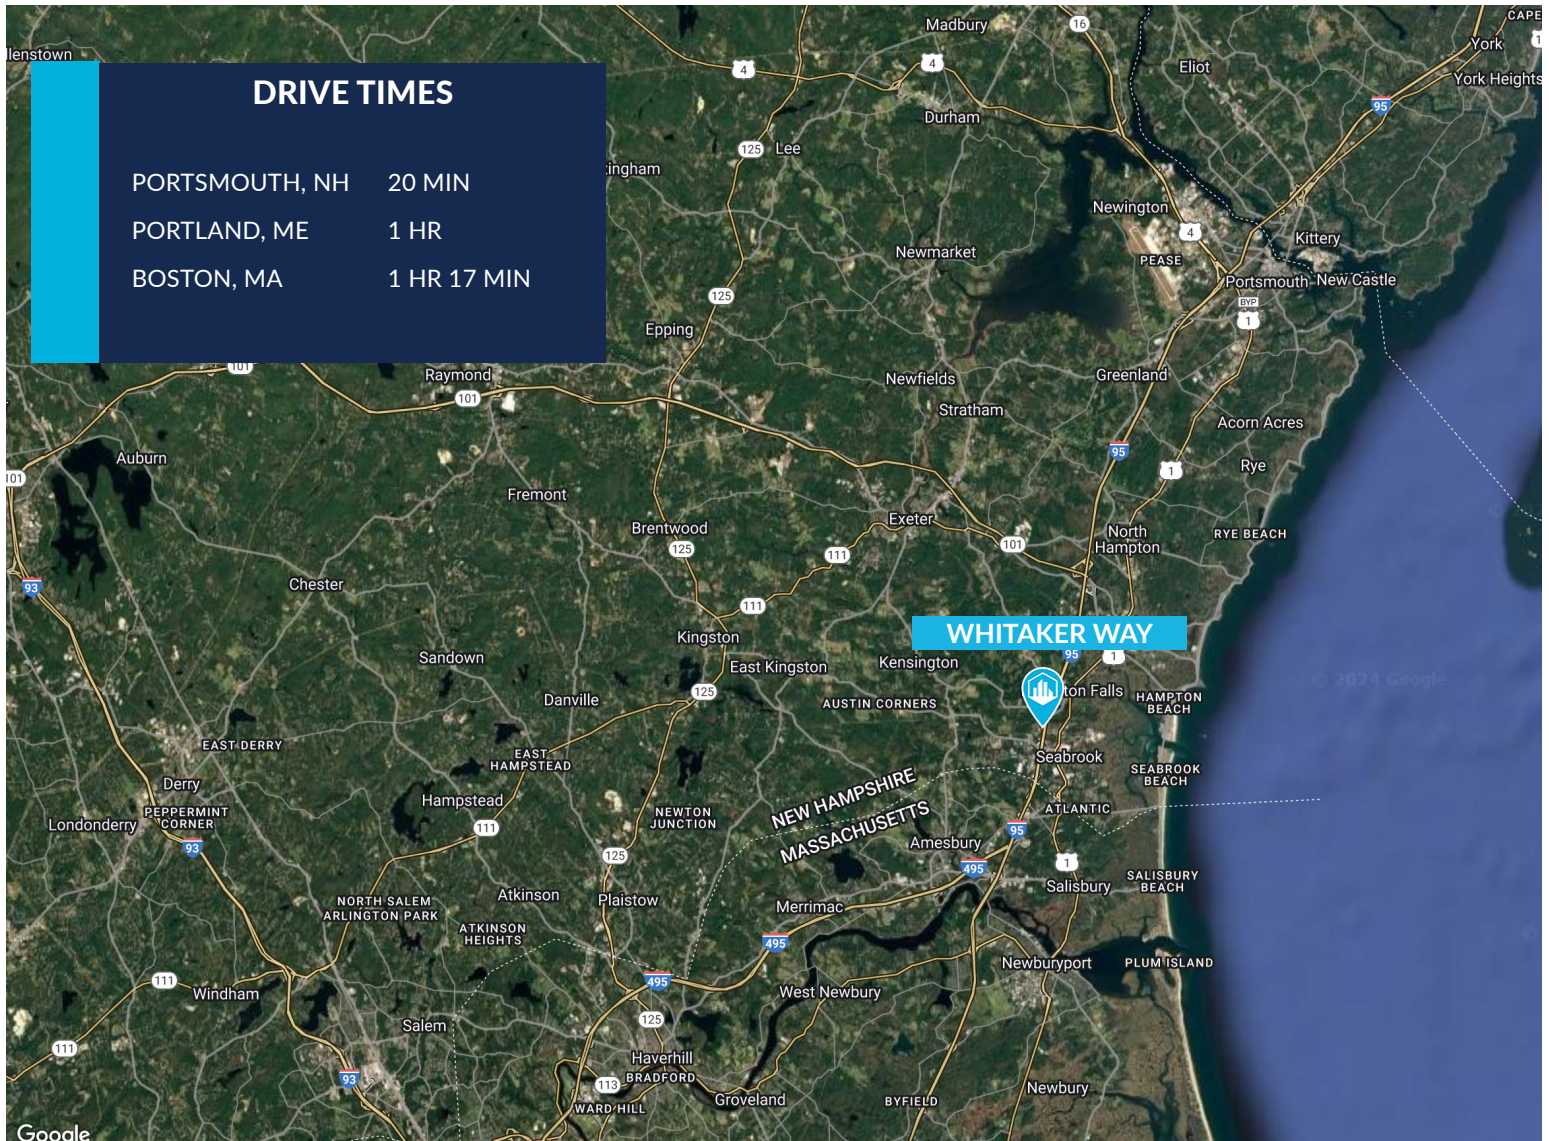 Madbury
16
CAPE
York
1
llenstown
4
4
Eliot
York Heights
DRIVE TIMES
95
Durham
125
Lee
tingham
PORTSMOUTH, NH 20 MIN
Newington
PORTLAND, ME 1 HR
4
Kittery
Newmarket
PEASE
BOSTON, MA 1 HR 17 MIN
Portsmouth
New Castle
125
BYP
1
Epping
101
Raymond
Newfields
Greenland
101
Stratham
Acorn Acres
95
Auburn
Rye
1
101
Fremont
Exeter
Brentwood
North
Hampton
RYE BEACH
125
111
101
93
Chester
111
WHITAKER WAY
Kingston
95
1
Sandown
East Kingston
Kensington
125
ton Falls
Danville
AUSTIN CORNERS
HAMPTON
BEACH
© 2024 Google
EAST DERRY
EAST
HAMPSTEAD
Seabrook
SEABROOK
BEACH
Derry
NEW HAMPSHIRE
MASSACHUSETTS
Hampstead
PEPPERMINT
CORNER
NEWTON
JUNCTION
ATLANTIC
Londonderry
111
95
93
Amesbury
125
495
1
Salisbury
SALISBURY
BEACH
Atkinson
Plaistow
NORTH SALEM
ARLINGTON PARK
Merrimac
ATKINSON
HEIGHTS
495
Newburyport
PLUM ISLAND
111
495
Windham
West Newbury
Salem
125
111
Haverhill
BRADFORD
93
113
Newbury
Groveland
BYFIELD
WARD HILL
Google